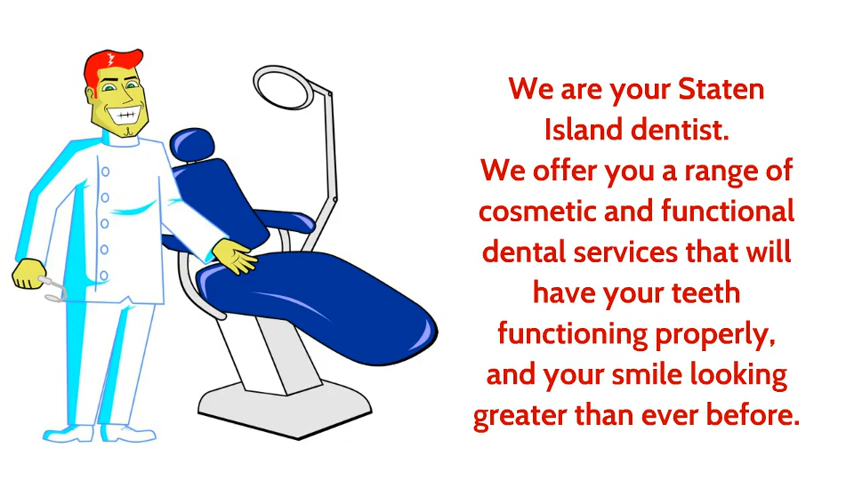 We are your Staten
Island dentist.
We offer you a range of
cosmetic and functional
dental services that will
have your teeth
functioning properly,
and your smile looking
greater than ever before.